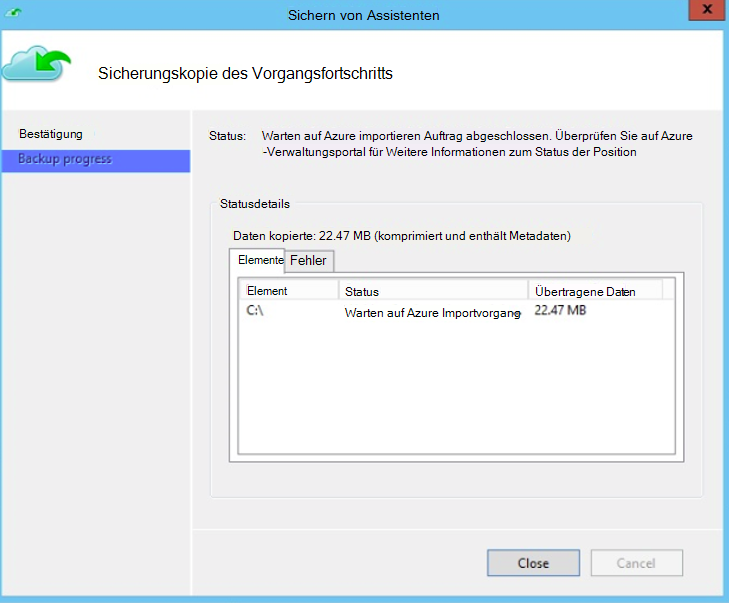 Sichern von Assistenten
x
Sicherungskopie des Vorgangsfortschritts
Bestätigung
Backup progress
Status: Warten auf Azure importieren Auftrag abgeschlossen. Überprüfen Sie auf Azure
-Verwaltungsportal für Weitere Informationen zum Status der Position
Statusdetails
Daten kopierte: 22.47 MB (komprimiert und enthält Metadaten)
Elemente Fehler
Element Status Übertragene Daten
C:\ Warten auf Azure Importvorgang 22.47 MB
Close Cancel